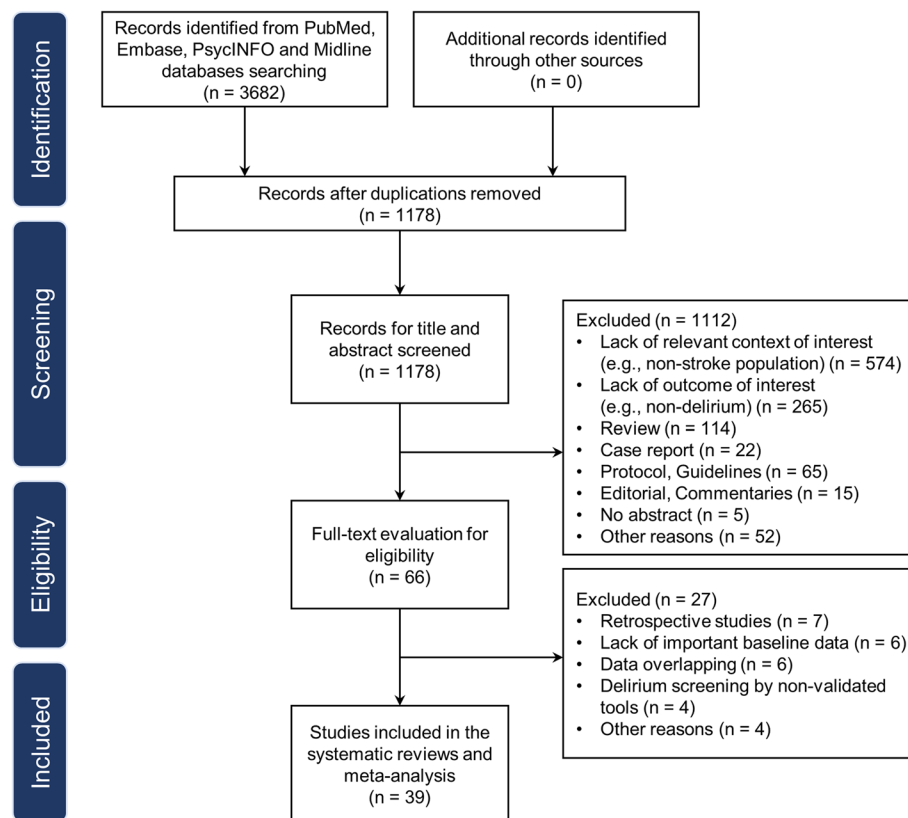 Identification
Records identified from PubMed,
Embase, PsycINFO and Midline
databases searching
(n = 3682)
Additional records identified
through other sources
(n = 0)
Records after duplications removed
(n = 1178)
Screening
Records for title and
abstract screened
(n = 1178)
Excluded (n = 1112)
• Lack of relevant context of interest
(e.g., non-stroke population) (n = 574)
• Lack of outcome of interest
(e.g., non-delirium) (n = 265)
• Review (n = 114)
• Case report (n = 22)
• Protocol, Guidelines (n = 65)
• Editorial, Commentaries (n = 15)
• No abstract (n = 5)
• Other reasons (n = 52)
Eligibility
Full-text evaluation for
eligibility
(n = 66)
Excluded (n = 27)
• Retrospective studies (n = 7)
• Lack of important baseline data (n = 6)
• Data overlapping (n = 6)
• Delirium screening by non-validated
tools (n = 4)
• Other reasons (n = 4)
Included
Studies included in the
systematic reviews and
meta-analysis
(n = 39)